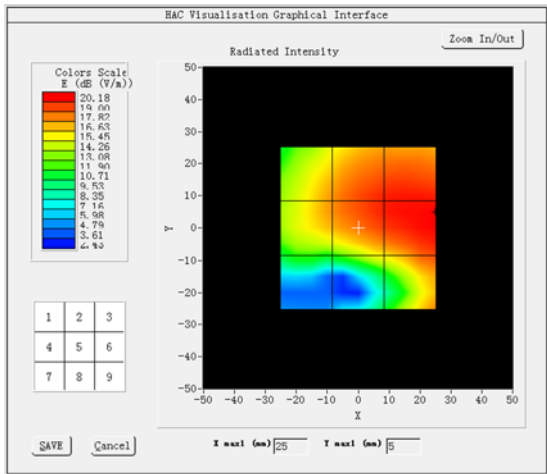 HAC Visualisation Graphical Interface
Zoom In/Out
Radiated Intensity
Colors Scale
E (dB (V/m))
20.18
19.00
17.82
16.63
15.45
14.26
13.08
11.90
10.71
9.53
8.35
7.16
5.98
4.79
3.61
2.43
50
40
30
20
10
Y
0
-10
-20
-30
-40
-50
-50 -40 -30 -20 -10 0 10 20 30 40 50
X
1 2 3
4 5 6
7 8 9
SAVE Cancel
X max1 (mm) 25 Y max1 (mm) 5